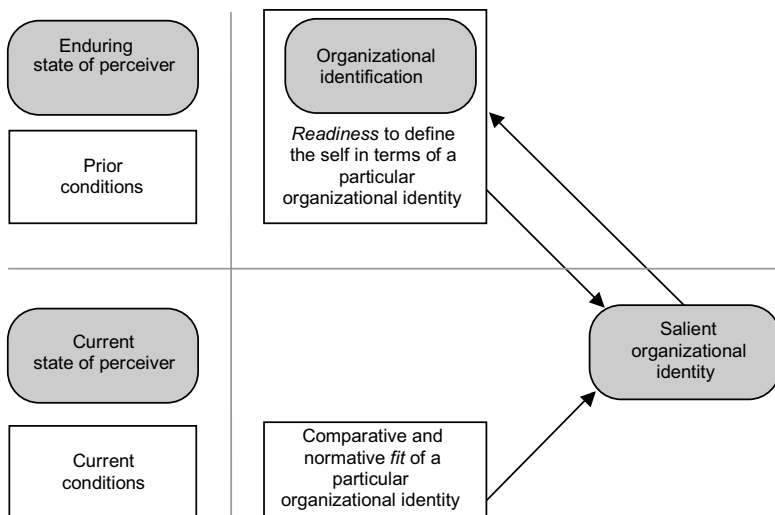 Enduring
state of perceiver
Prior
conditions
Organizational
identification
Readiness to define
the self in terms of a
particular
organizational identity
Current
state of perceiver
Current
conditions
Comparative and
normative fit of a
particular
organizational identity
Salient
organizational
identity